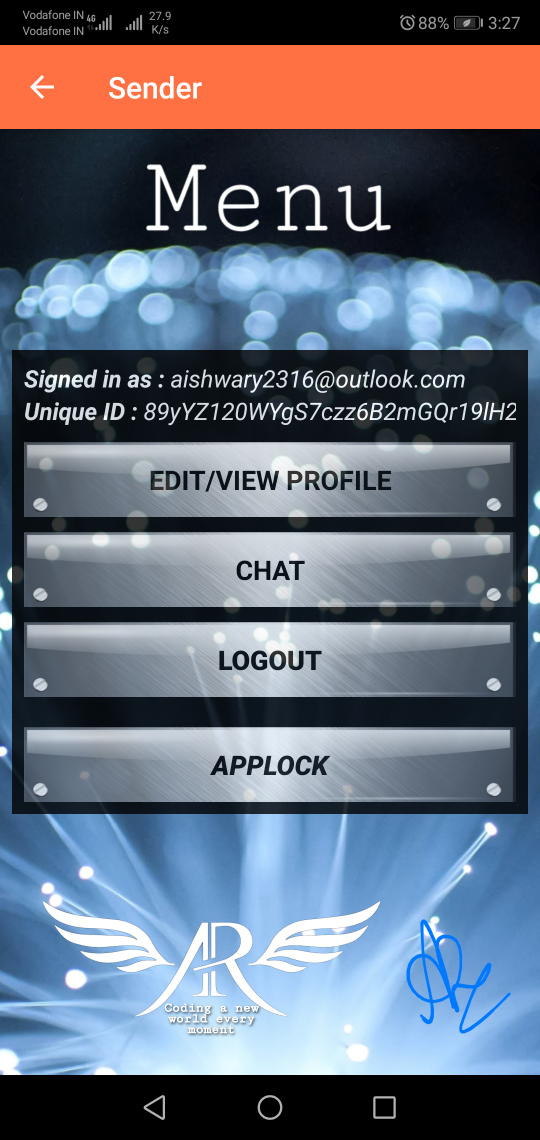 Vodafone IN 4G 27.9
Vodafone IN K/s
88% 3:27
Sender
Menu
Signed in as : aishwary2316@outlook.com
Unique ID : 89yYZ120WYgS7czz6B2mGQr19lH2
EDIT/VIEW PROFILE
CHAT
LOGOUT
APPLOCK
AR
Coding a new
world every
moment